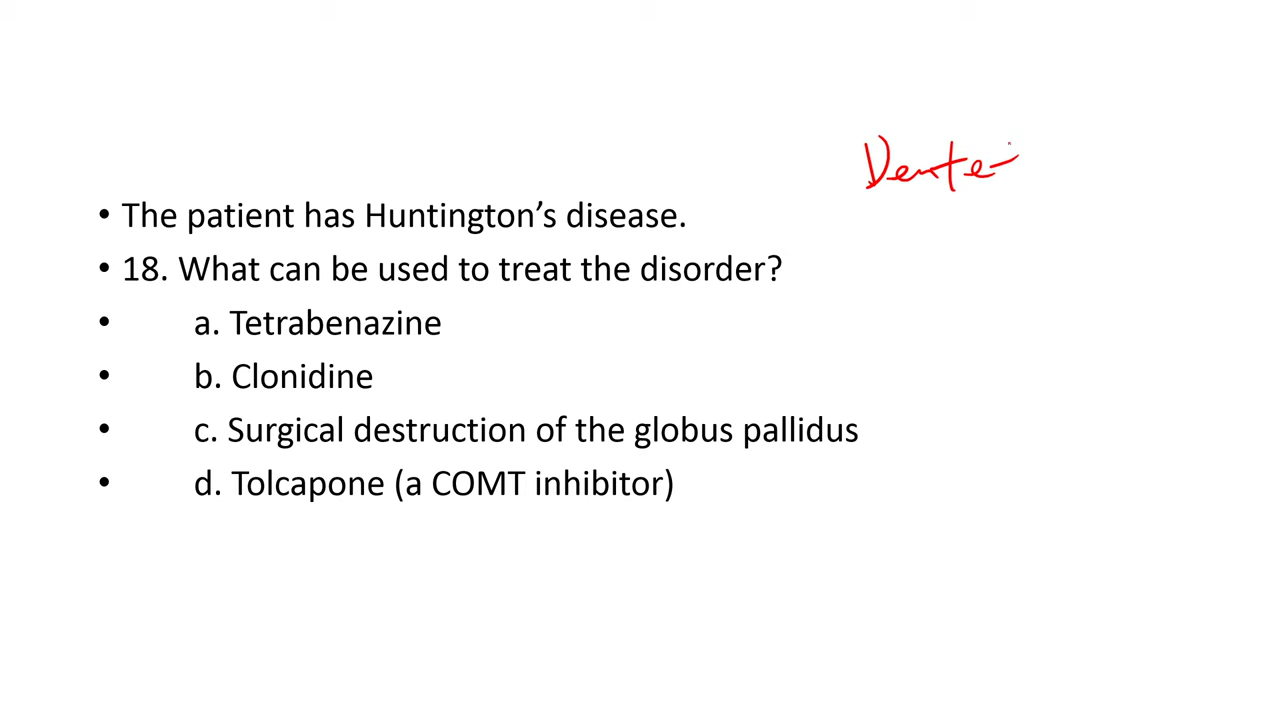 Deute
• The patient has Huntington’s disease.
• 18. What can be used to treat the disorder?
• a. Tetrabenazine
• b. Clonidine
• c. Surgical destruction of the globus pallidus
• d. Tolcapone (a COMT inhibitor)